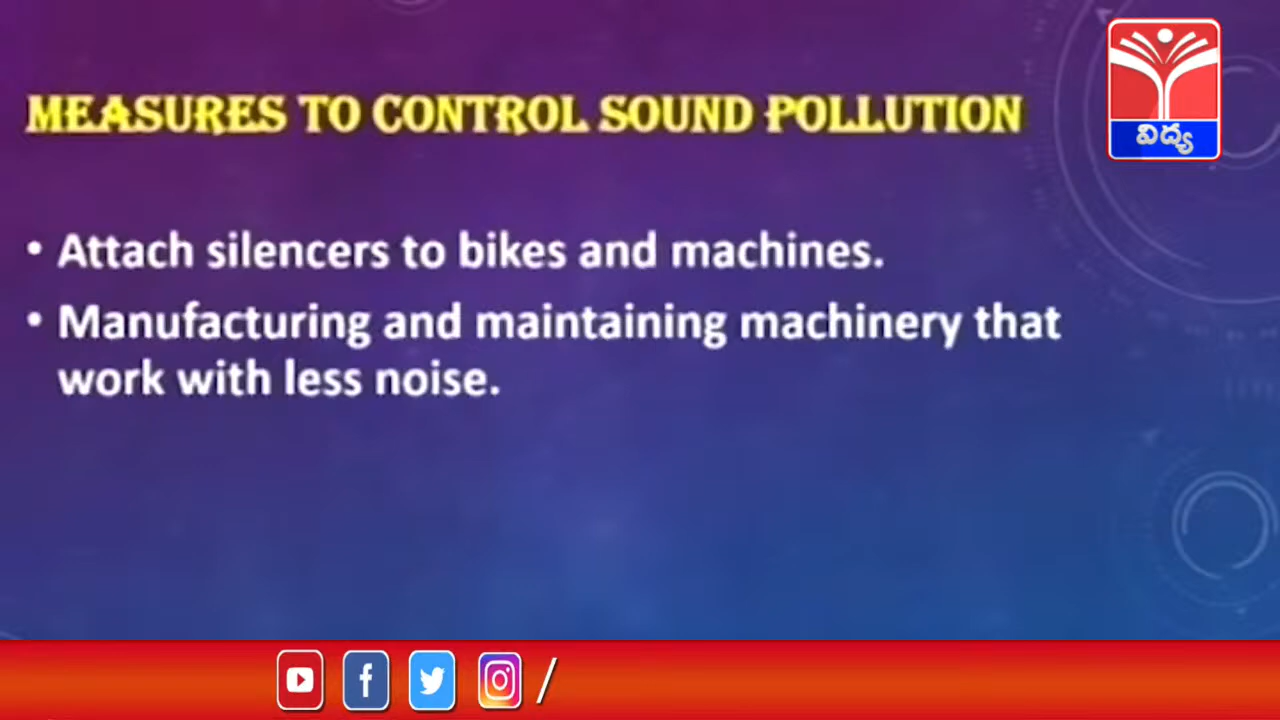 MEASURES TO CONTROL SOUND POLLUTION
విద్య
• Attach silencers to bikes and machines.
• Manufacturing and maintaining machinery that
work with less noise.
/